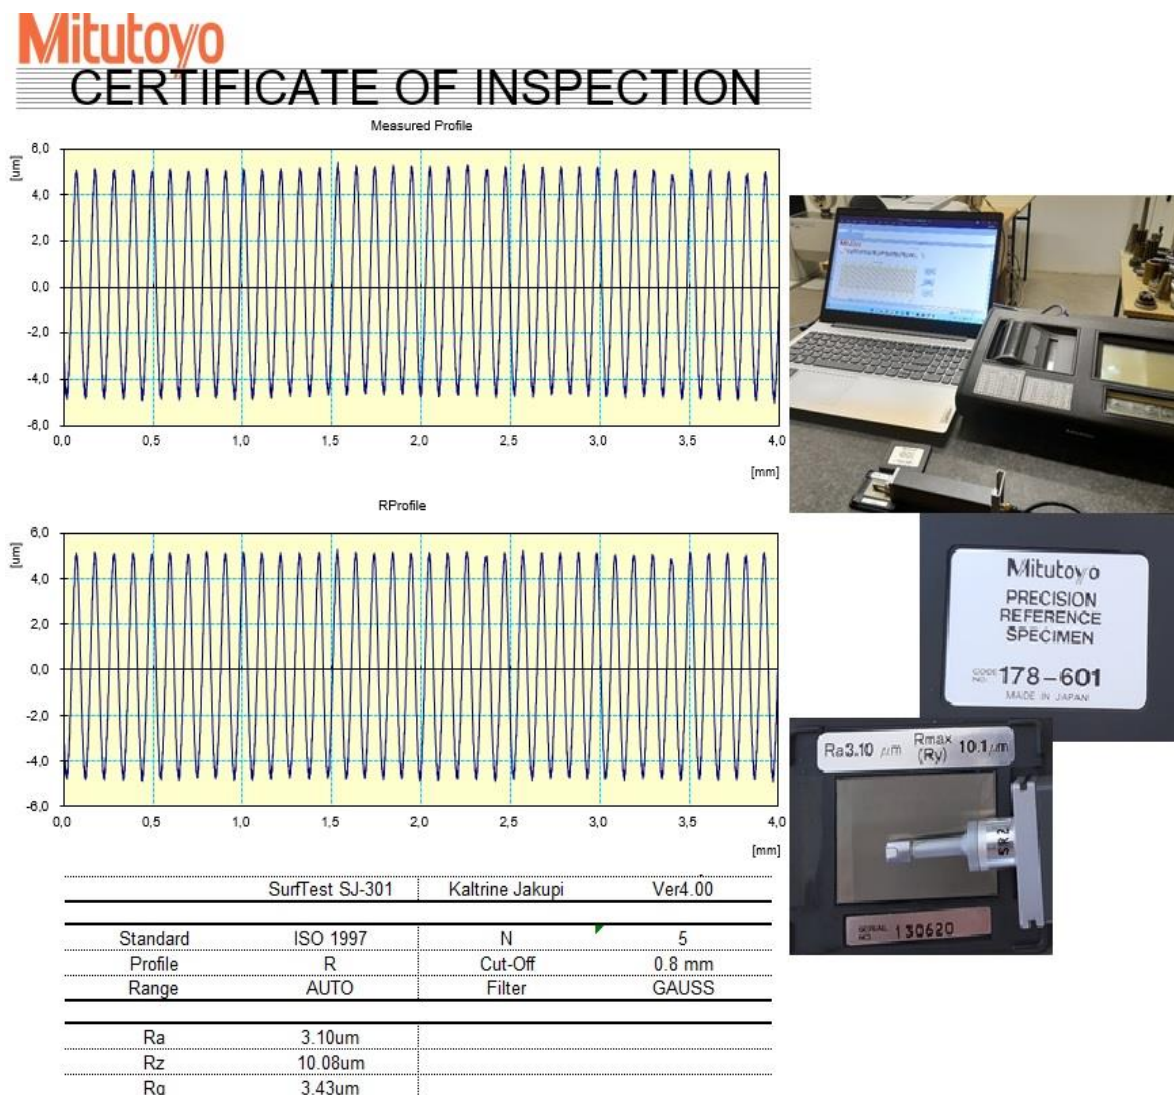 Mitutoyo
CERTIFICATE OF INSPECTION
Measured Profile
[um]
6,0
4,0
2,0
0,0
-2,0
-4,0
-6,0
0,0 0,5 1,0 1,5 2,0 2,5 3,0 3,5 4,0
[mm]
RProfile
[um]
6,0
4,0
2,0
0,0
-2,0
-4,0
-6,0
0,0 0,5 1,0 1,5 2,0 2,5 3,0 3,5 4,0
[mm]
SurfTest SJ-301 Kaltrine Jakupi Ver4.00
Standard ISO 1997 N 5
Profile R Cut-Off 0.8 mm
Range AUTO Filter GAUSS
Ra 3.10um
Rz 10.08um
Rq 3.43um
Mitutoyo
PRECISION
REFERENCE
SPECIMEN
CODE NO. 178-601
MADE IN JAPAN
Ra3.10 µm Rmax (Ry) 10.1µm
SR2
SERIAL NO. 130620